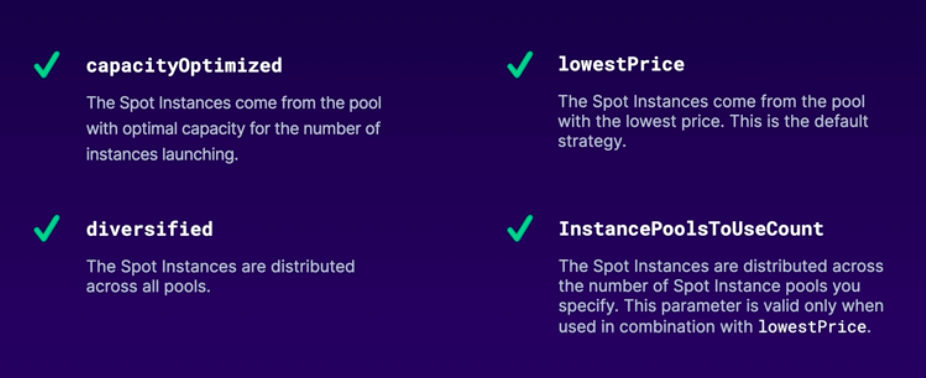 capacityOptimized
The Spot Instances come from the pool
with optimal capacity for the number of
instances launching.
lowestPrice
The Spot Instances come from the pool
with the lowest price. This is the default
strategy.
diversified
The Spot Instances are distributed
across all pools.
InstancePoolsToUseCount
The Spot Instances are distributed across
the number of Spot Instance pools you
specify. This parameter is valid only when
used in combination with lowestPrice.